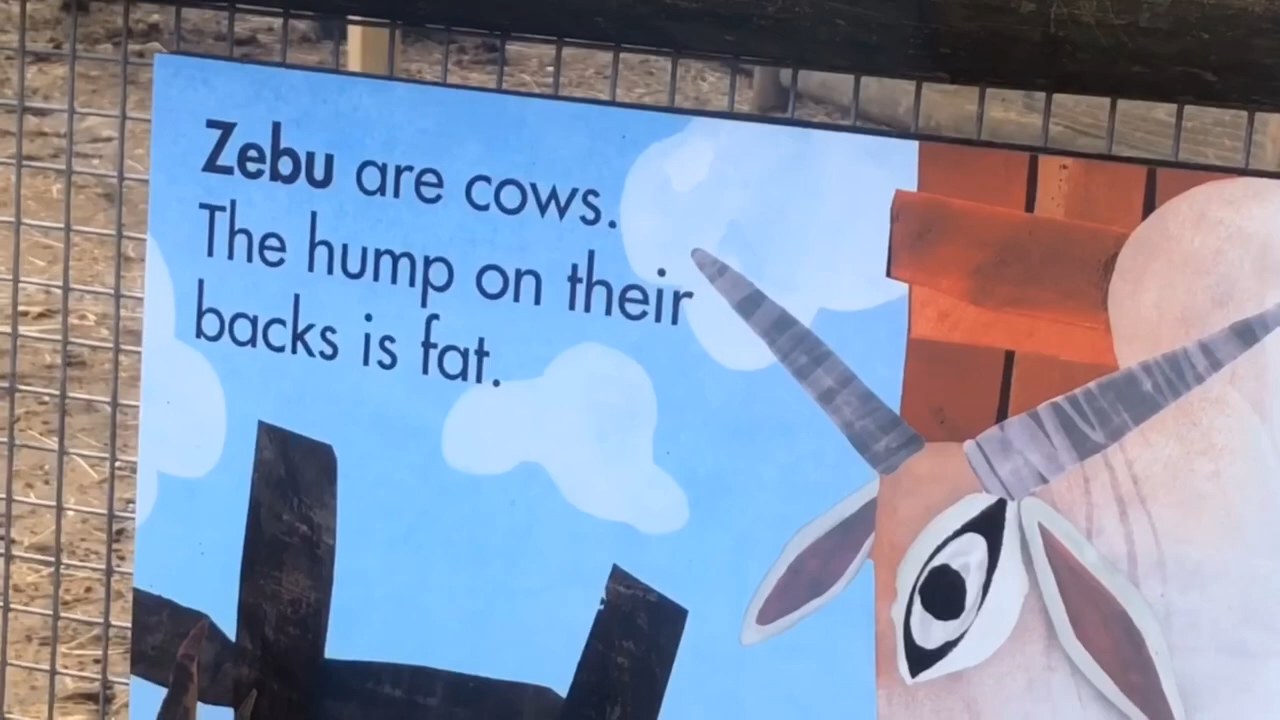 Zebu are cows.
The hump on their
backs is fat.